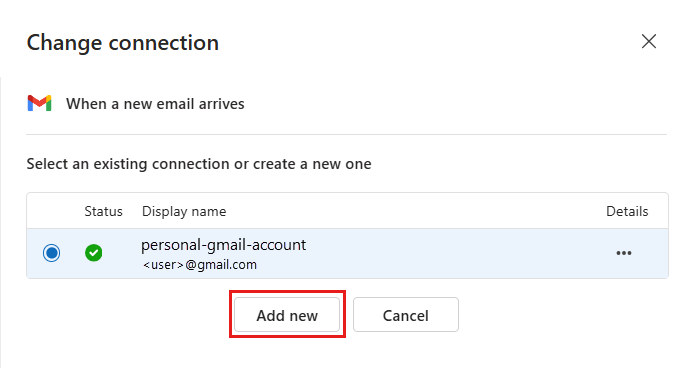 Change connection
When a new email arrives
Select an existing connection or create a new one
Status Display name Details
personal-gmail-account
<user>@gmail.com
Add new Cancel